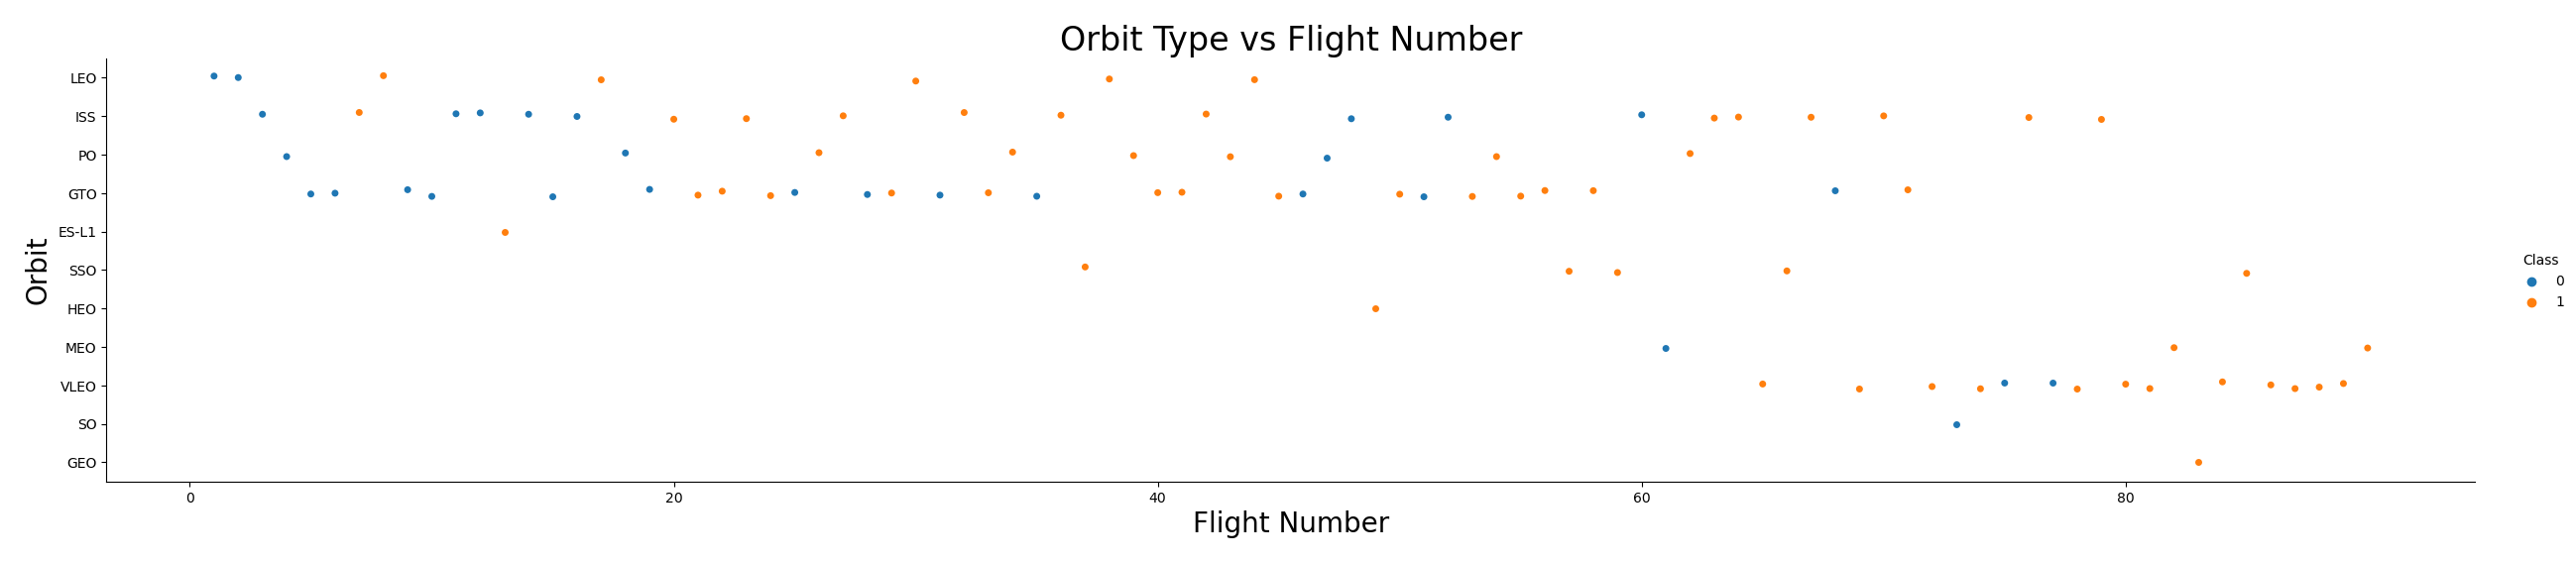 Orbit Type vs Flight Number
LEO
ISS
PO
GTO
ES-L1
SSO
HEO
MEO
VLEO
SO
GEO
Orbit
0
20
40
60
80
Flight Number
Class
0
1